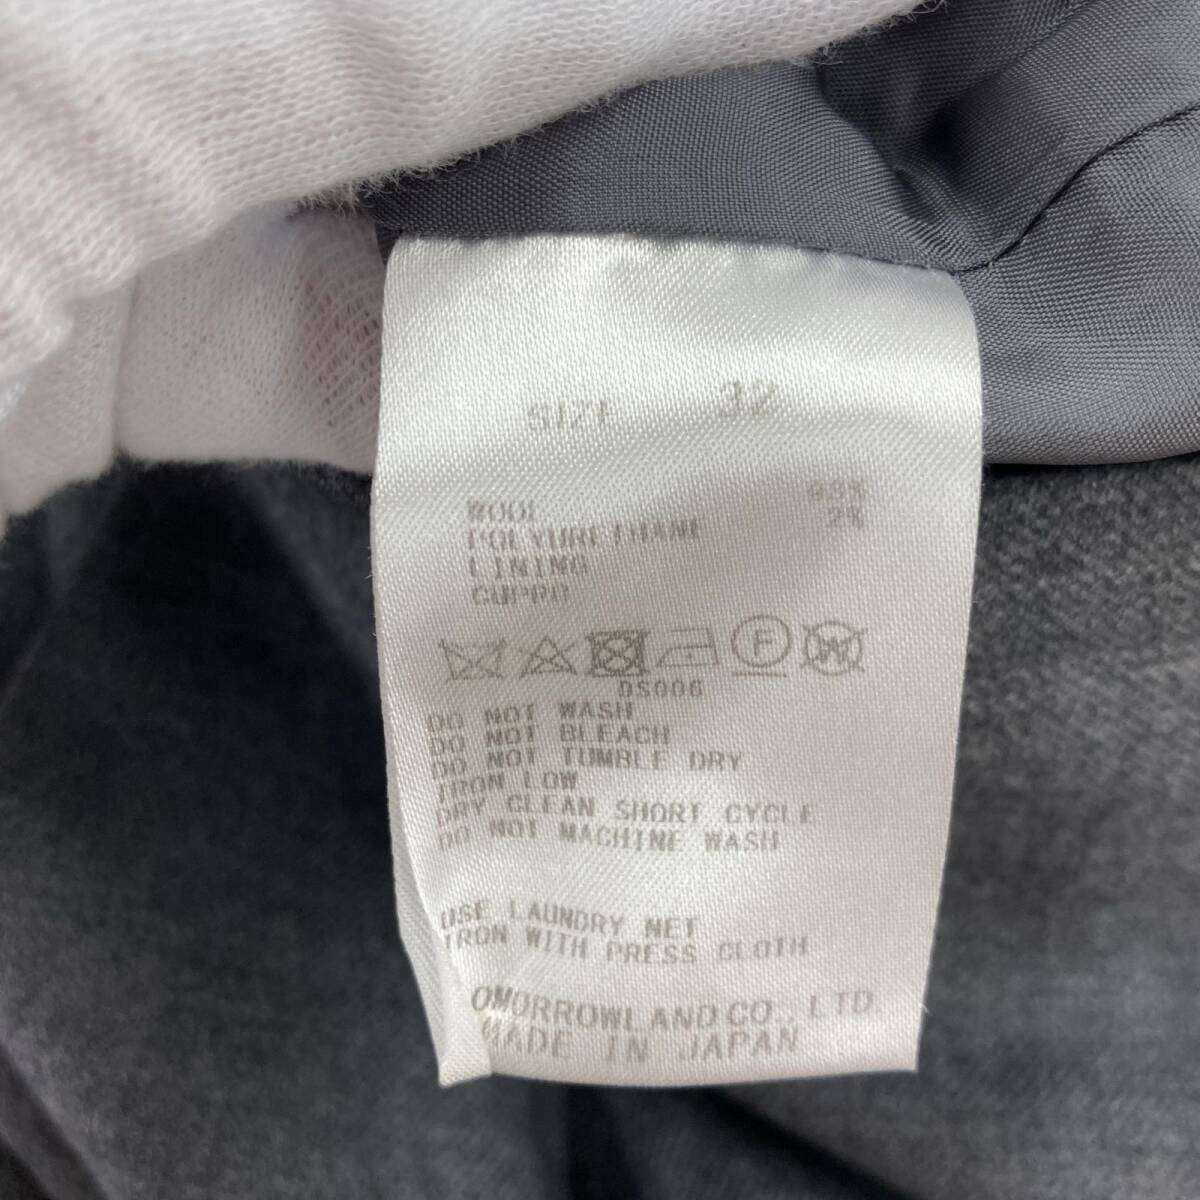 SIZE 32
WOOL 98%
POLYURETHANE 2%
LINING
CUPRO
F W
DS006
DO NOT WASH
DO NOT BLEACH
DO NOT TUMBLE DRY
IRON LOW
DRY CLEAN SHORT CYCLE
DO NOT MACHINE WASH
USE LAUNDRY NET
IRON WITH PRESS CLOTH
OMORROWLAND CO., LTD.
MADE IN JAPAN